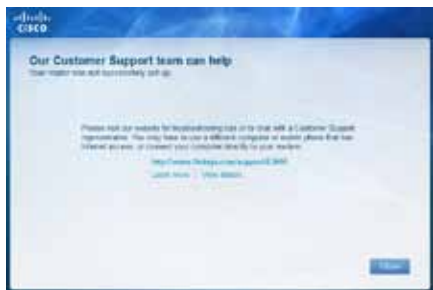 CISCO
Our Customer Support team can help
Your router was not successfully set up.
Please visit our website for troubleshooting tips or to chat with a Customer Support
representative. You may have to use a different computer or mobile phone that has
Internet access, or connect your computer directly to your modem.
Learn more | View details